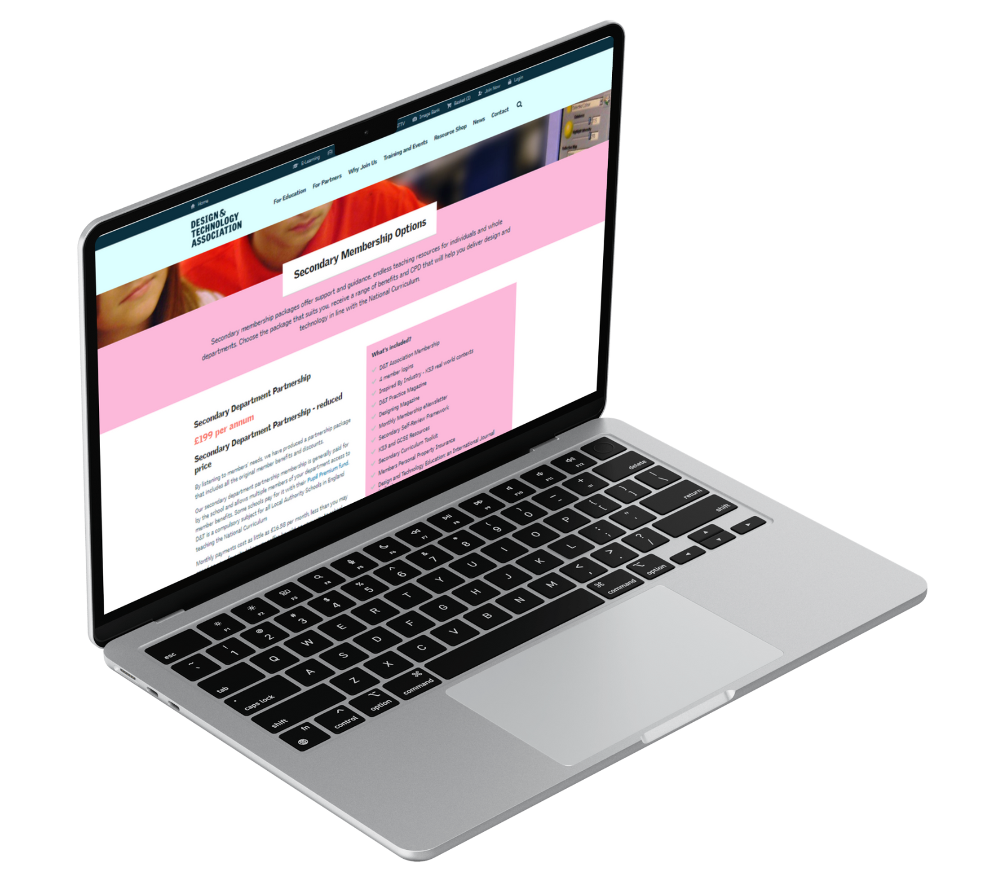 Home
E-Learning
Image Bank
Basket (1)
Join Now
Login
DESIGN &
TECHNOLOGY
ASSOCIATION
For Education
For Partners
Why Join Us
Training and Events
Resource Shop
News
Contact
Secondary Membership Options
Secondary membership packages offer support and guidance, endless teaching resources for individuals and whole
departments. Choose the package that suits you, receive a range of benefits and CPD that will help you deliver design and
technology in line with the National Curriculum.
Secondary Department Partnership
£199 per annum
Secondary Department Partnership - reduced
price
By listening to members' needs, we have produced a partnership package
that includes all the original member benefits and discounts.
Our secondary department partnership membership is generally paid for
by the school and allows multiple members of your department access to
member benefits. Some schools pay for it with their Pupil Premium fund.
D&T is a compulsory subject for all Local Authority Schools in England
teaching the National Curriculum
Monthly payments cost as little as £16.58 per month, less than you may
What's included?
D&T Association Membership
4 member logins
Inspired By Industry - KS3 real world contexts
D&T Practice Magazine
Designing Magazine
Monthly Membership eNewsletter
Secondary Self-Review Framework
KS3 and GCSE Resources
Secondary Curriculum Toolkit
Members Personal Property Insurance
Design and Technology Education: an International Journal
esc F1 F2 F3 F4 F5 F6 F7 F8 F9 F10 F11 F12
~ ` ! 1 @ 2 # 3 $ 4 % 5 ^ 6 & 7 * 8 ( 9 ) 0 _ - + = delete
tab Q W E R T Y U I O P { [ } ] | \
caps lock A S D F G H J K L : ; " ' return
shift Z X C V B N M < , > . ? / shift
fn control option command command option